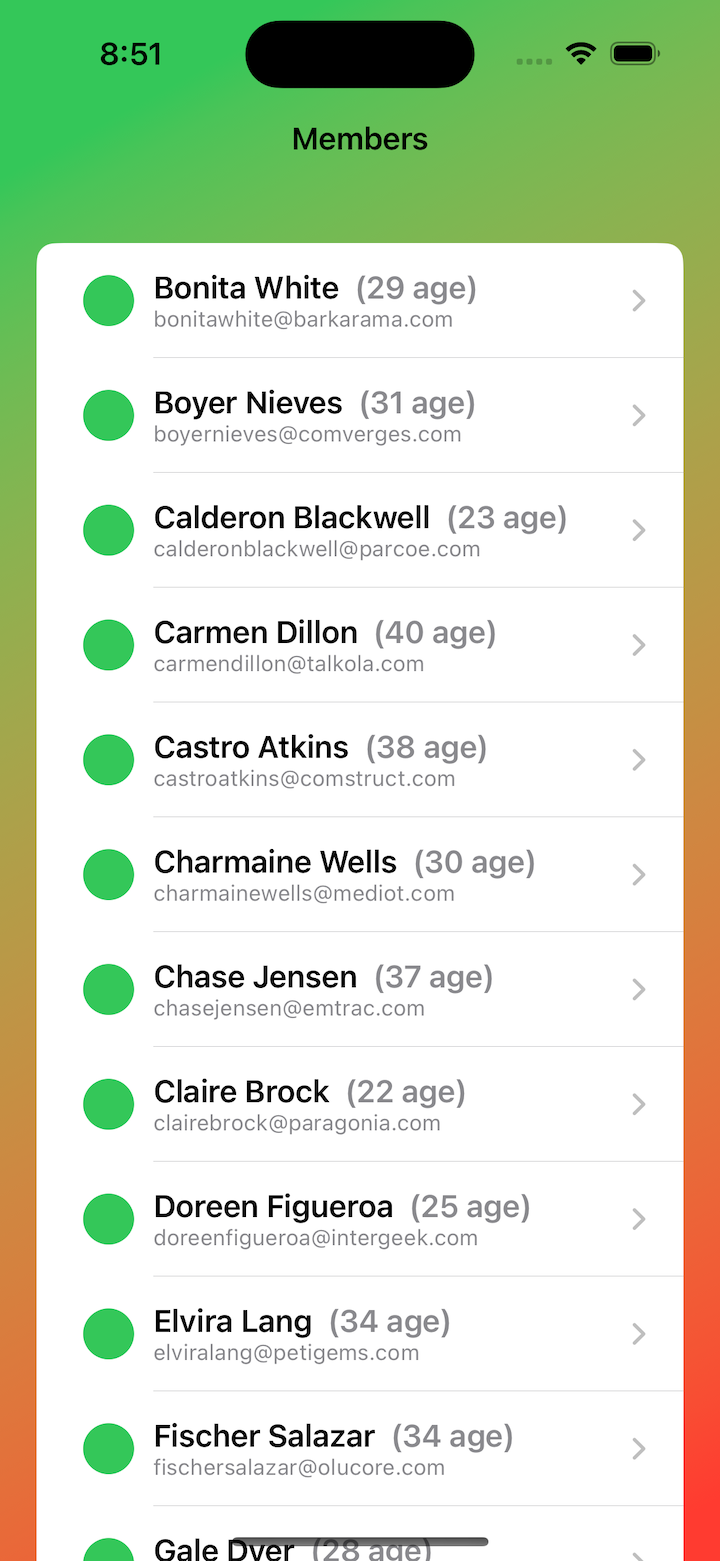 8:51
Members
Bonita White (29 age)
bonitawhite@barkarama.com
Boyer Nieves (31 age)
boyernieves@comverges.com
Calderon Blackwell (23 age)
calderonblackwell@parcoe.com
Carmen Dillon (40 age)
carmendillon@talkola.com
Castro Atkins (38 age)
castroatkins@comstruct.com
Charmaine Wells (30 age)
charmainewells@mediot.com
Chase Jensen (37 age)
chasejensen@emtrac.com
Claire Brock (22 age)
clairebrock@paragonia.com
Doreen Figueroa (25 age)
doreenfigueroa@intergeek.com
Elvira Lang (34 age)
elviralang@petigems.com
Fischer Salazar (34 age)
fischersalazar@olucore.com
Gale Dyer (28 age)